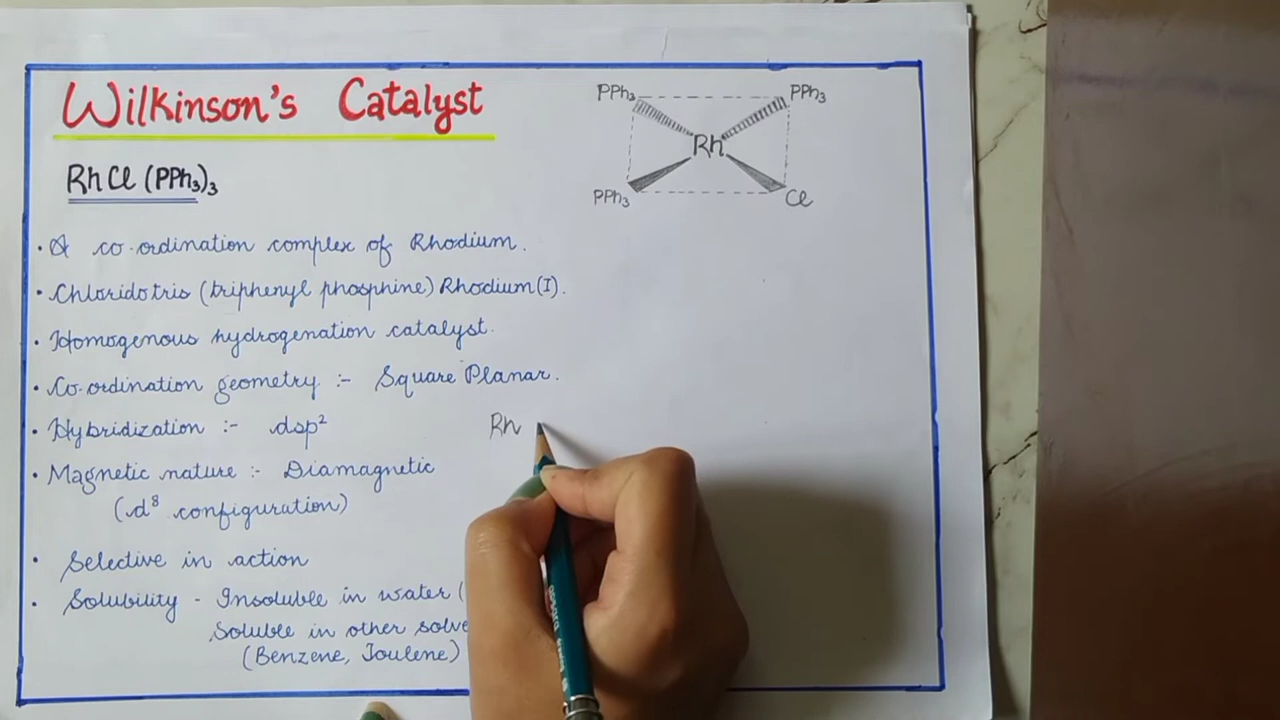 Wilkinson's Catalyst
RhCl(PPh₃)₃
PPh₃ PPh₃
Rh
PPh₃ Cl
• A co-ordination complex of Rhodium.
• Chloridotris (triphenyl phosphine) Rhodium(I).
• Homogenous hydrogenation catalyst.
• Co-ordination geometry :- Square Planar.
• Hybridization :- dsp²
Rh
• Magnetic nature :- Diamagnetic
(d⁸ configuration)
• Selective in action
• Solubility - Insoluble in water (
Soluble in other solve
(Benzene, Toulene)